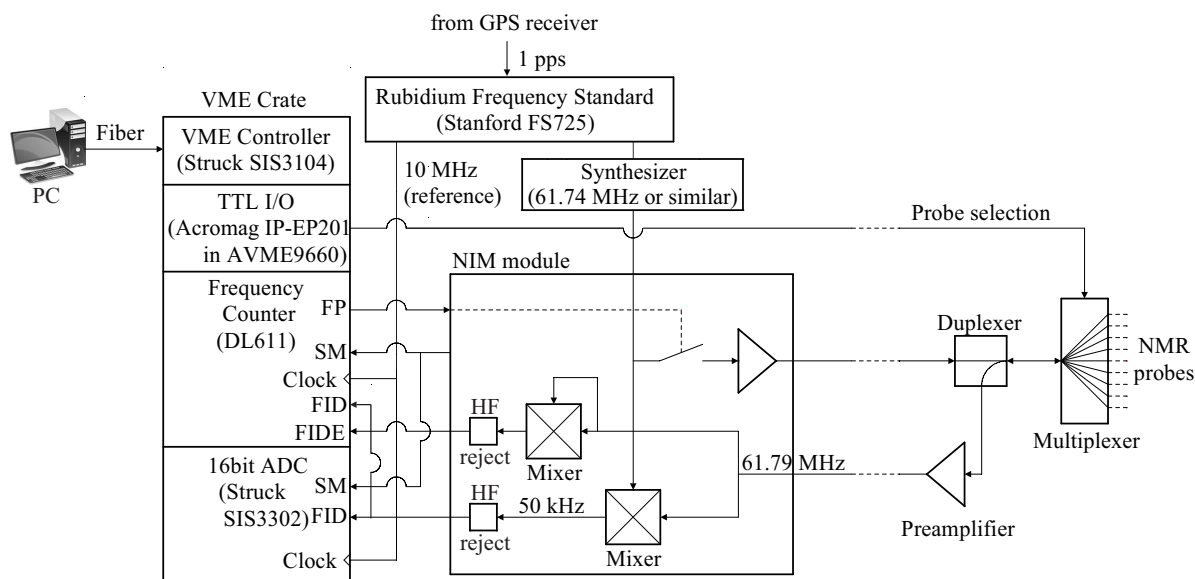 from GPS receiver
1 pps
Rubidium Frequency Standard
(Stanford FS725)
VME Crate
Fiber
PC
VME Controller
(Struck SIS3104)
10 MHz
(reference)
Synthesizer
(61.74 MHz or similar)
TTL I/O
(Acromag IP-EP201
in AVME9660)
Probe selection
NIM module
Frequency
Counter
(DL611)
FP
SM
Clock
FID
FIDE
Duplexer
NMR
probes
Multiplexer
HF
reject
Mixer
61.79 MHz
16bit ADC
(Struck
SIS3302)
SM
FID
Clock
HF
reject
50 kHz
Mixer
Preamplifier